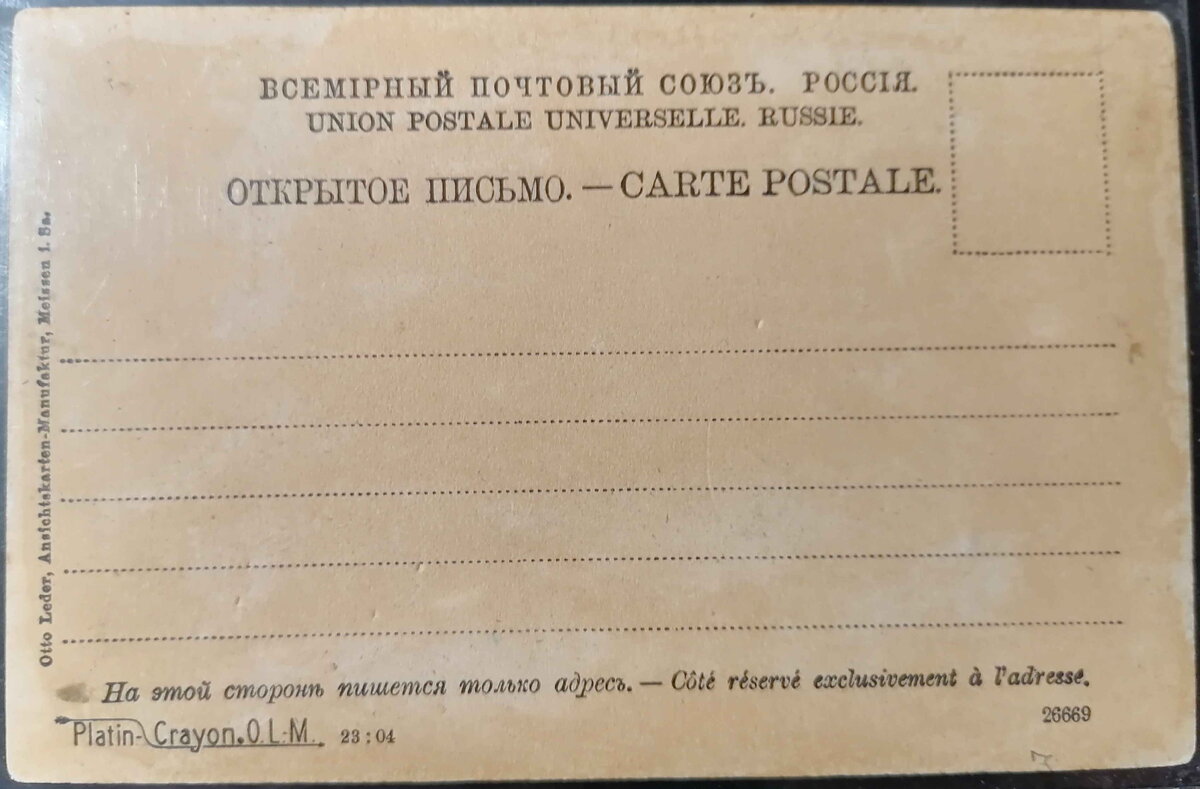 ВСЕМІРНЫЙ ПОЧТОВЫЙ СОЮЗЪ. РОССІЯ.
UNION POSTALE UNIVERSELLE. RUSSIE.
ОТКРЫТОЕ ПИСЬМО. — CARTE POSTALE.
Otto Leder, Ansichtskarten-Manufaktur, Meissen i. Sa.
На этой сторонѣ пишется только адресъ. — Côté réservé exclusivement à l'adresse.
26669
Platin-Crayon. O. L-M. 23 : 04